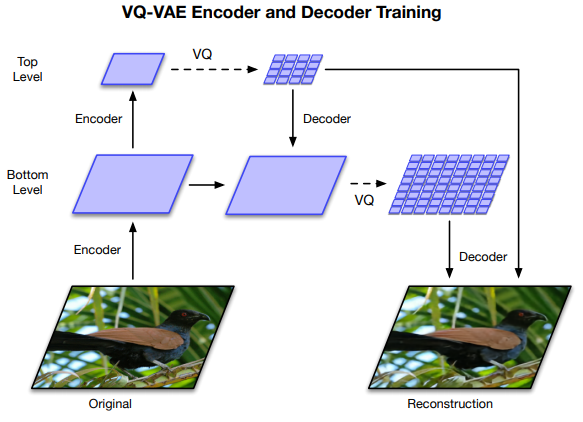 VQ-VAE Encoder and Decoder Training
Top
Level
VQ
Encoder
Decoder
Bottom
Level
VQ
Encoder
Decoder
Original
Reconstruction